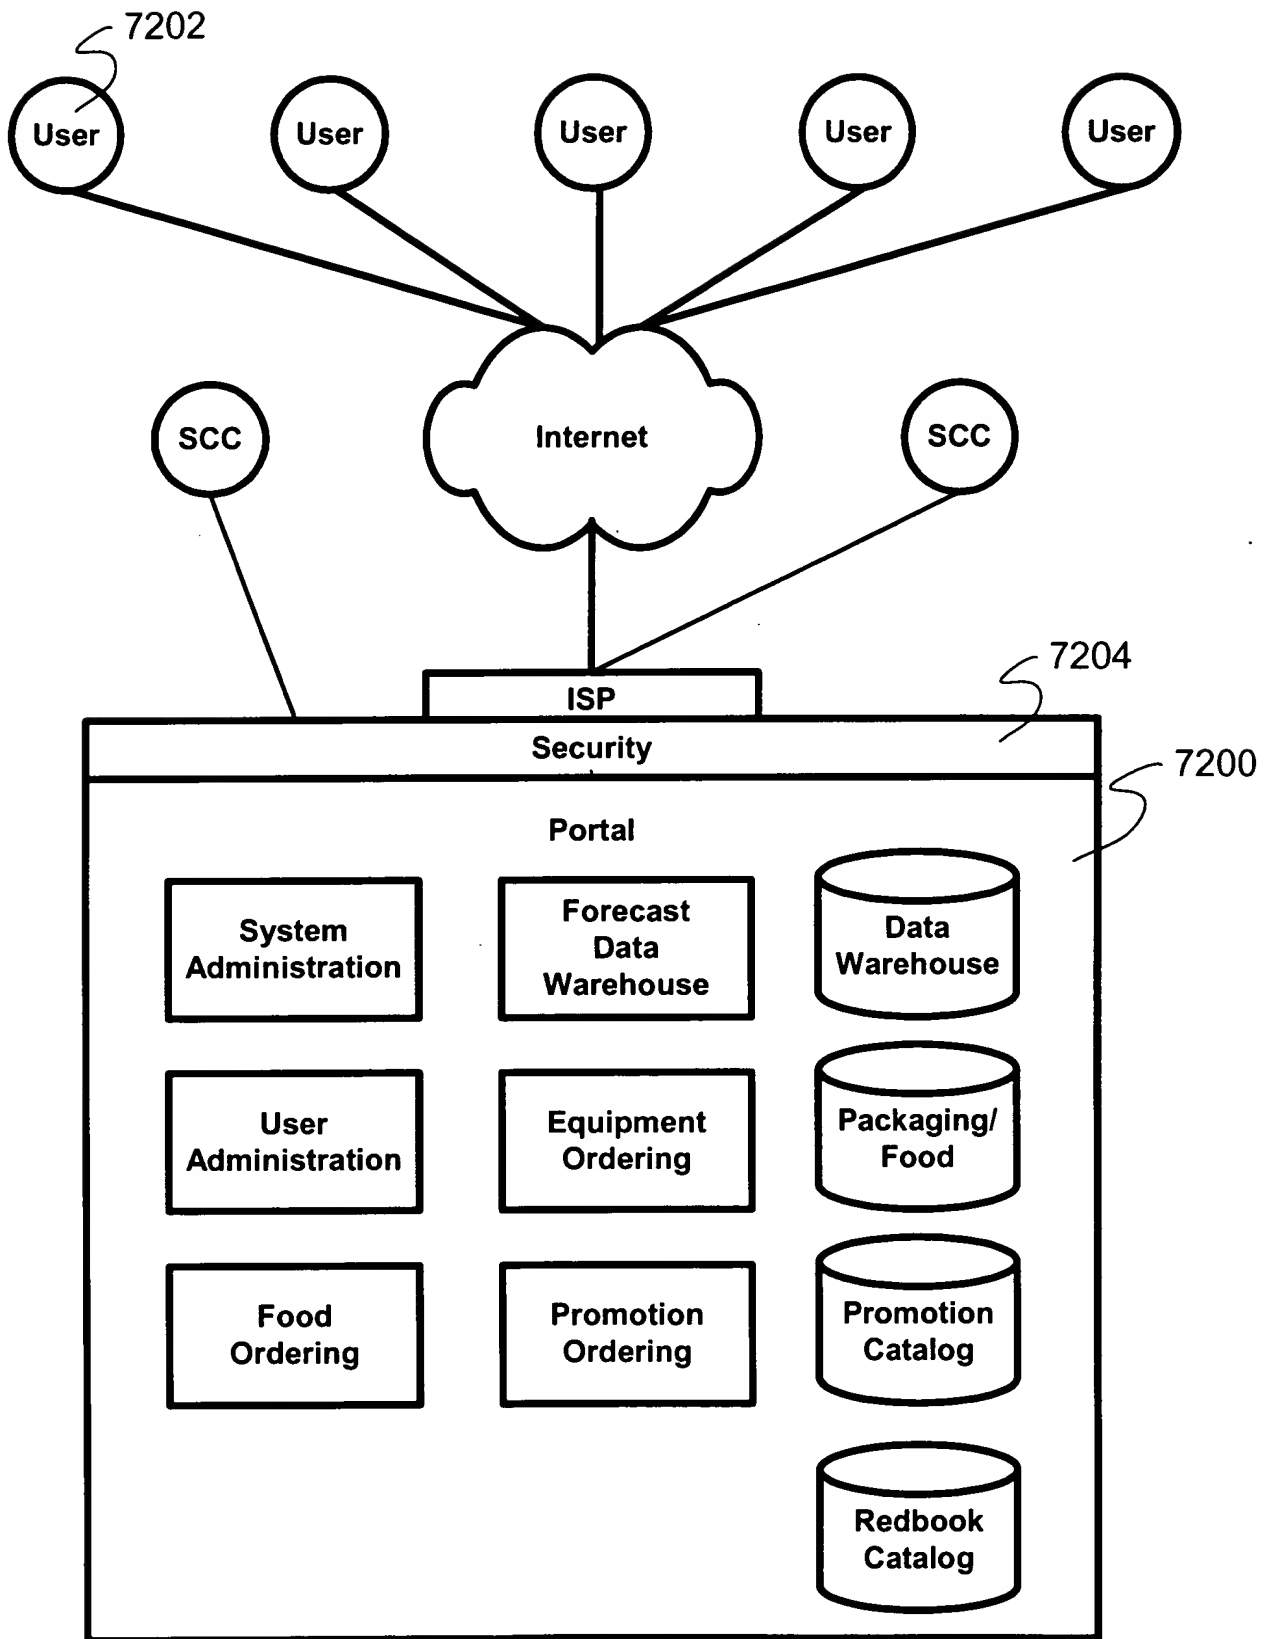 7202
User
User
User
User
User
SCC
Internet
SCC
7204
ISP
Security
7200
Portal
System
Administration
Forecast
Data
Warehouse
Data
Warehouse
User
Administration
Equipment
Ordering
Packaging/
Food
Food
Ordering
Promotion
Ordering
Promotion
Catalog
Redbook
Catalog